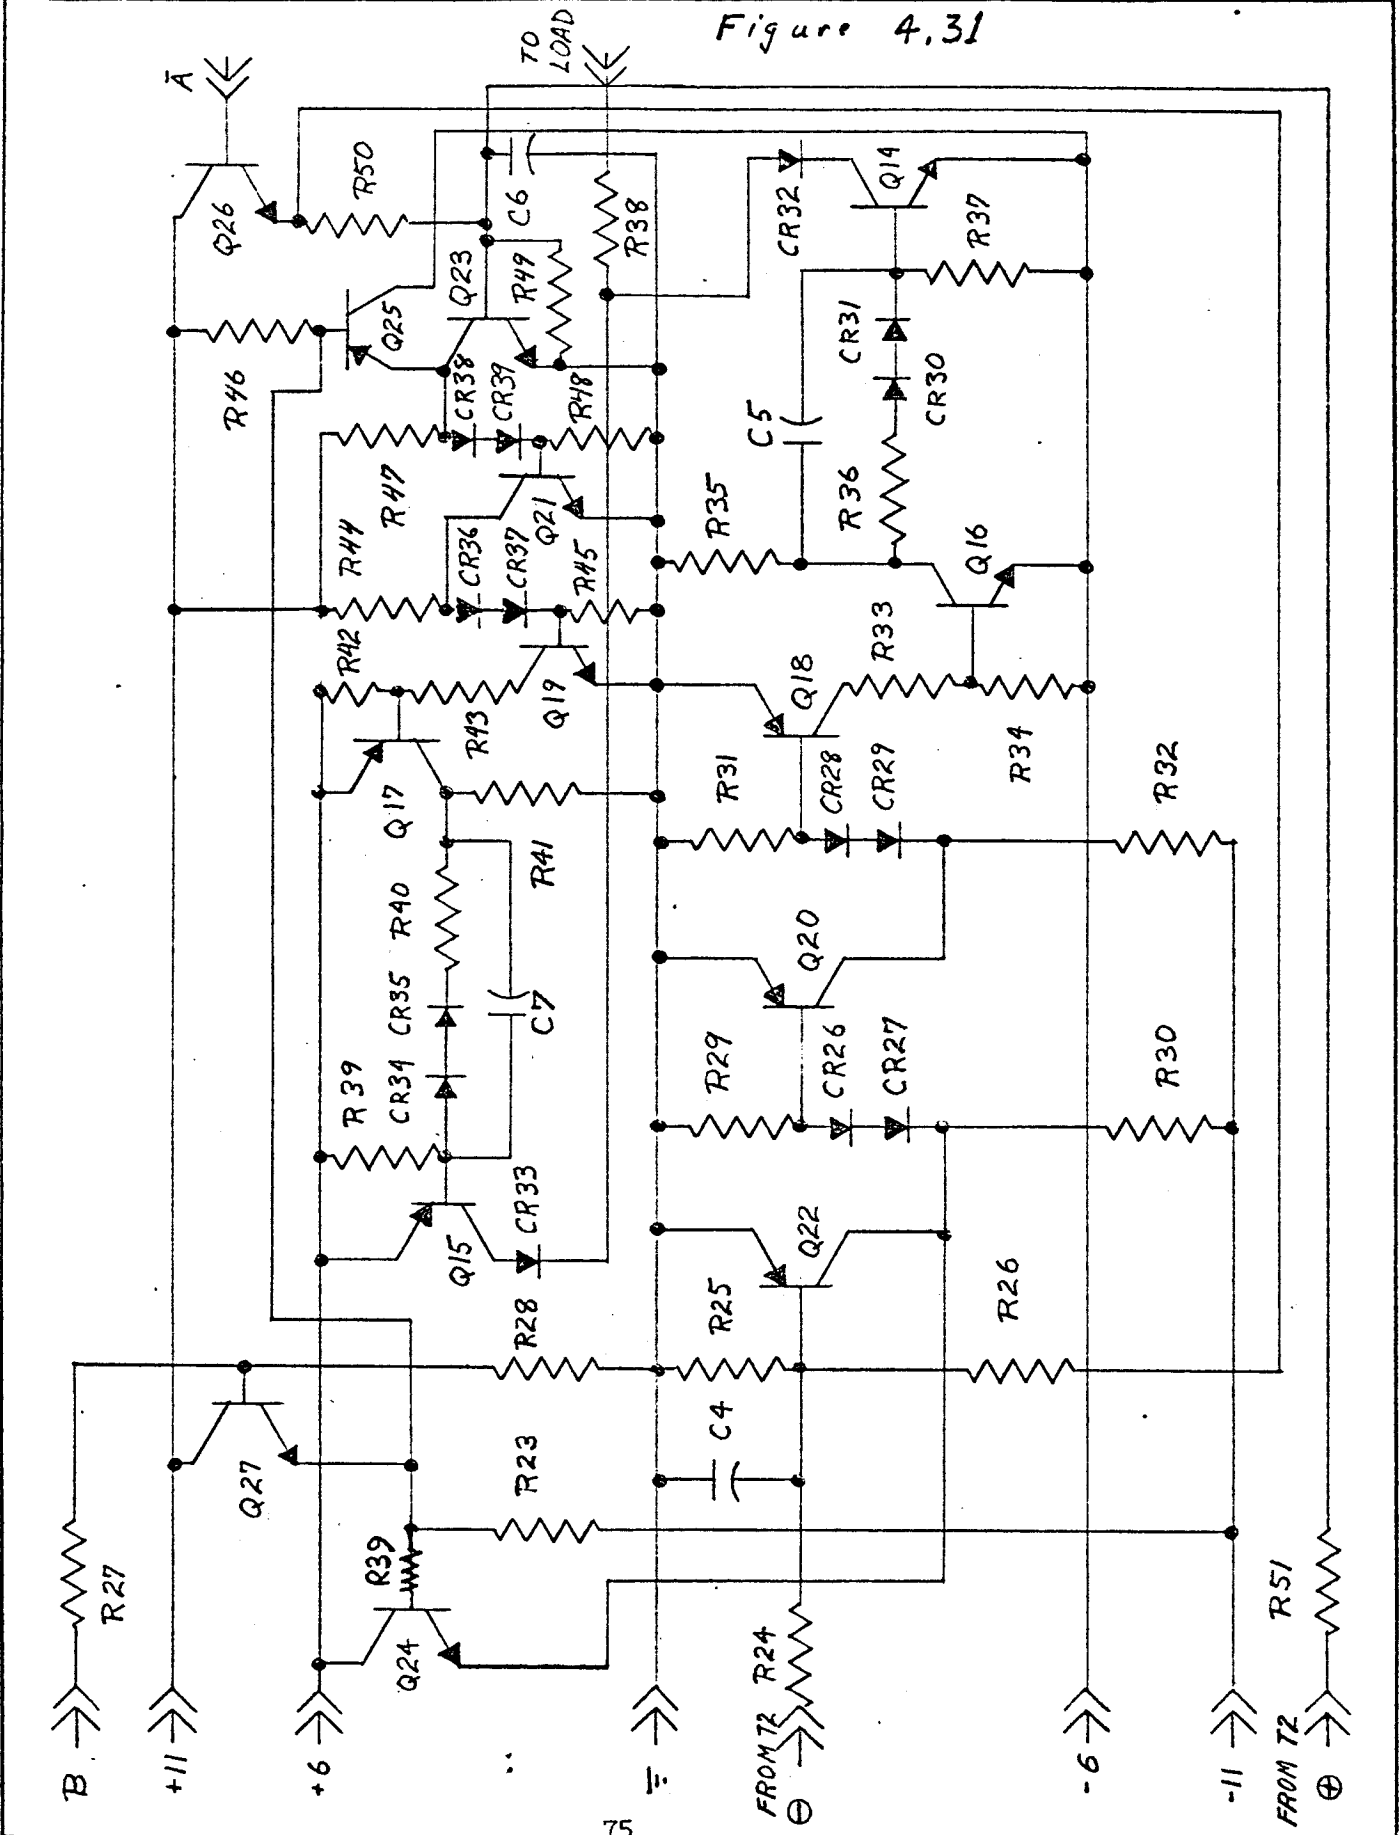 Figure 4.31
Ā
TO
LOAD
Q26
R50
C6
R38
R46
Q25
Q23
R49
CR38
CR39
R48
R47
Q21
R44
CR36
CR37
R45
R42
R43
Q19
Q17
R41
R40
CR35
CR34
C7
R39
Q15
CR33
R28
Q27
R23
R39
Q24
R27
B
+11
+6
CR32
Q14
R37
CR31
CR30
C5
R36
R35
Q16
R33
Q18
R34
R31
CR28
CR29
R32
Q20
R29
CR26
CR27
R30
Q22
R25
R26
C4
R24
FROM T2
⊖
-6
-11
R51
FROM T2
⊕
75